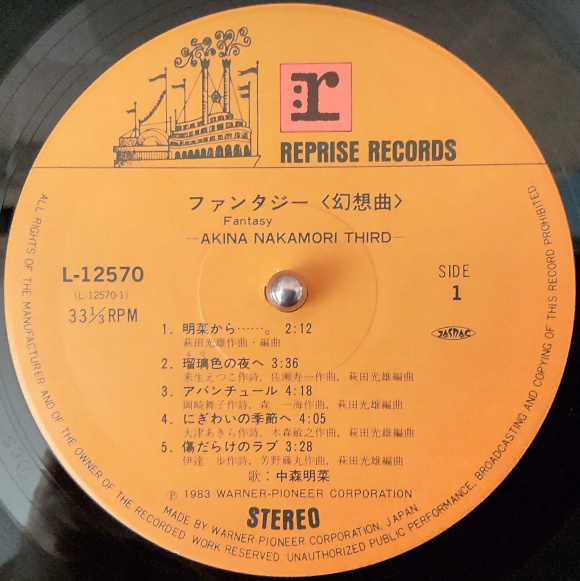 r
REPRISE RECORDS
ファンタジー〈幻想曲〉
Fantasy
—AKINA NAKAMORI THIRD—
L-12570
(L-12570-1)
33⅓RPM
SIDE
1
JASRAC
1. 明菜から……。 2:12
萩田光雄作曲・編曲
2. 瑠璃色の夜へ 3:36
来生えつこ作詩, 佐瀬寿一作曲, 萩田光雄編曲
3. アバンチュール 4:18
岡崎舞子作詩, 森 一海作曲, 萩田光雄編曲
4. にぎわいの季節へ 4:05
大津あきら作詩, 木森敏之作曲, 萩田光雄編曲
5. 傷だらけのラブ 3:28
伊達 歩作詩, 芳野藤丸作曲, 萩田光雄編曲
歌：中森明菜
Ⓟ 1983 WARNER-PIONEER CORPORATION
STEREO
MADE BY WARNER-PIONEER CORPORATION, JAPAN
ALL RIGHTS OF THE MANUFACTURER AND OF THE OWNER OF THE RECORDED WORK RESERVED. UNAUTHORIZED PUBLIC PERFORMANCE, BROADCASTING AND COPYING OF THIS RECORD PROHIBITED